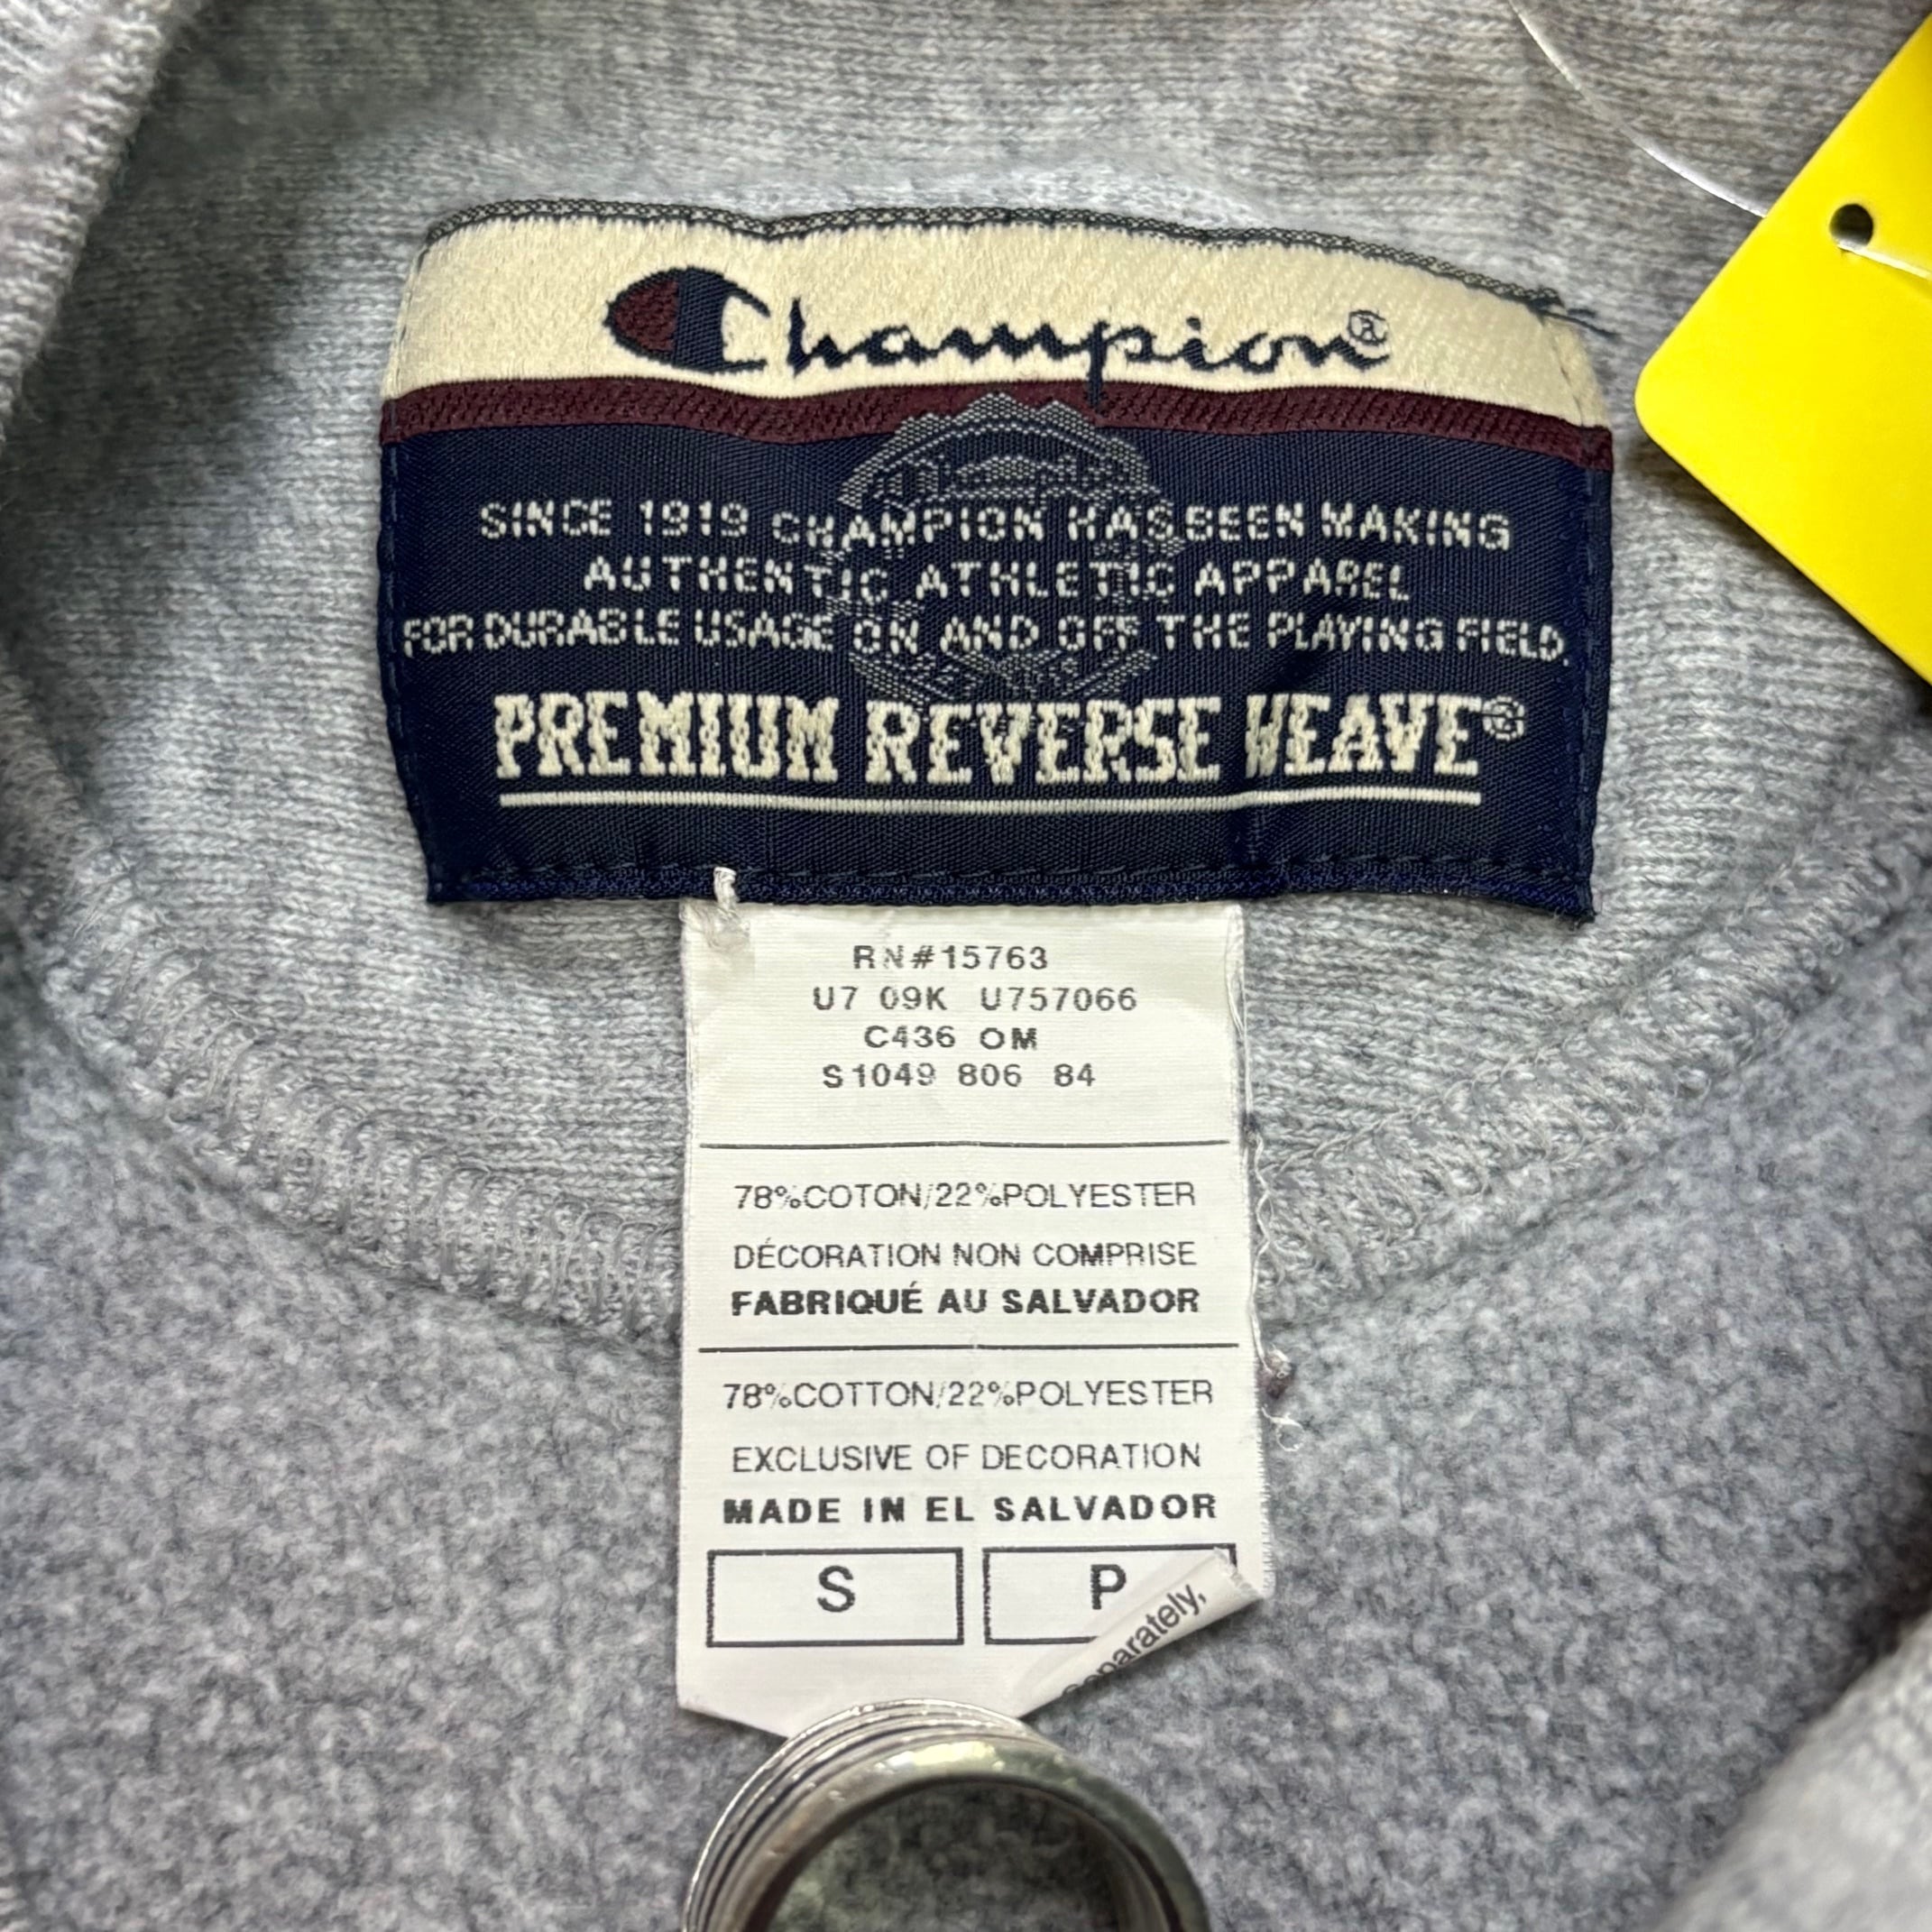 Champion®
SINCE 1919 CHAMPION HAS BEEN MAKING
AUTHENTIC ATHLETIC APPAREL
FOR DURABLE USAGE ON AND OFF THE PLAYING FIELD.
PREMIUM REVERSE WEAVE®
RN#15763
U7 09K U757066
C436 OM
S1049 806 84
78%COTON/22%POLYESTER
DÉCORATION NON COMPRISE
FABRIQUÉ AU SALVADOR
78%COTTON/22%POLYESTER
EXCLUSIVE OF DECORATION
MADE IN EL SALVADOR
S P